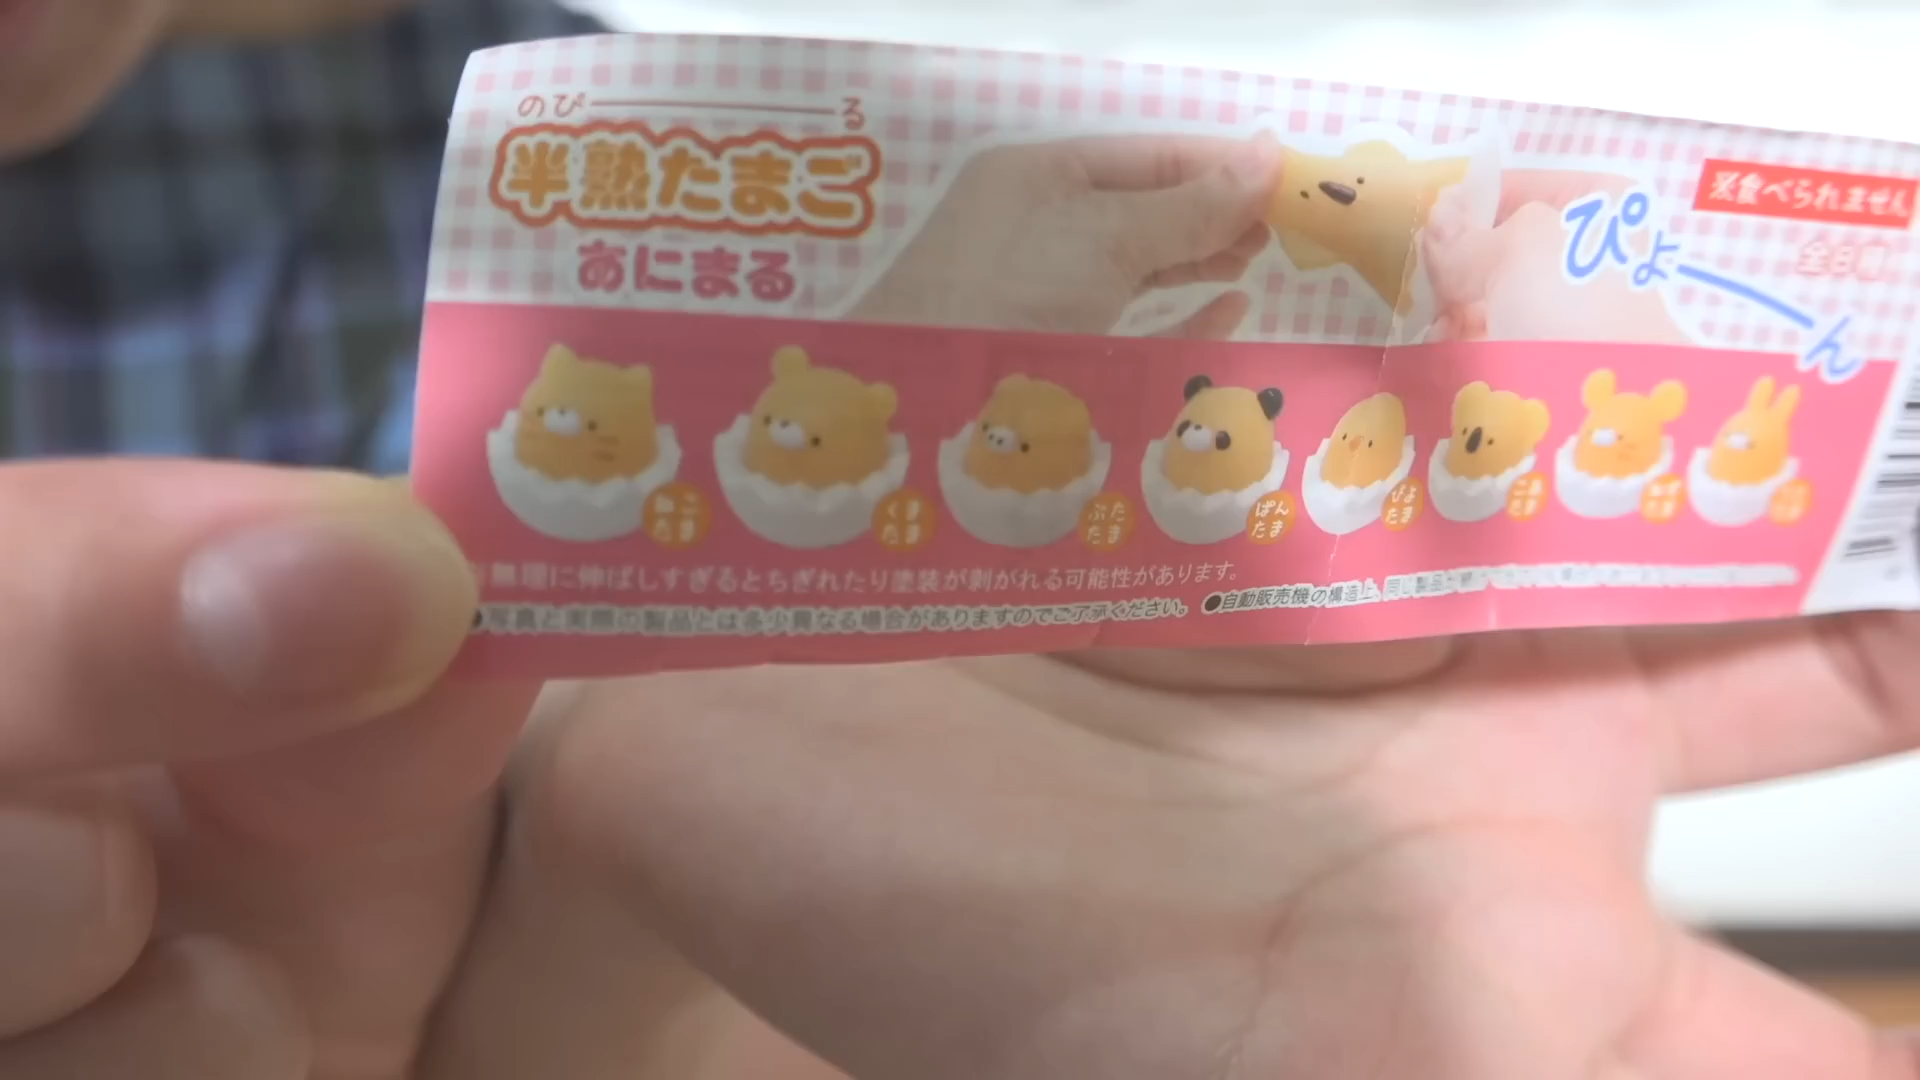 のび――る
半熟たまご
あにまる
ぴょーん
※食べられません
全8種
ねこたま
くまたま
ぶたたま
ぱんたま
ぴよたま
こあたま
無理に伸ばしすぎるとちぎれたり塗装が剥がれる可能性があります。
●写真と実際の製品とは多少異なる場合がありますのでご了承ください。 ●自動販売機の構造上、同じ製品が